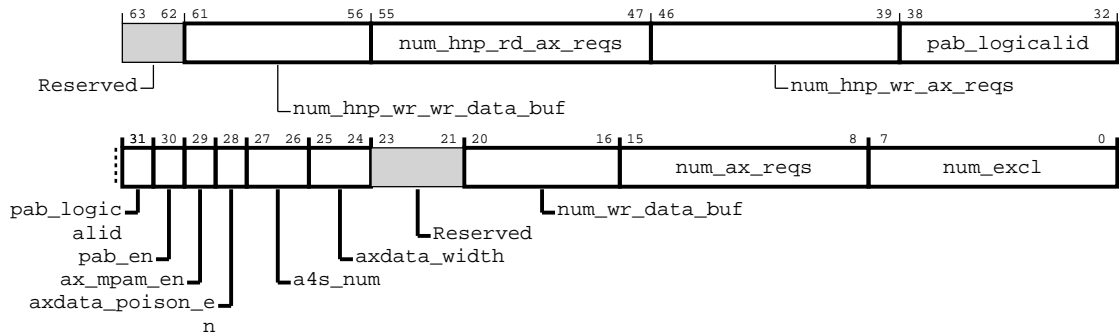 63 62 61 56 55 47 46 39 38 32
num_hnp_rd_ax_reqs pab_logicalid
Reserved num_hnp_wr_ax_reqs
num_hnp_wr_wr_data_buf
31 30 29 28 27 26 25 24 23 21 20 16 15 8 7 0
num_ax_reqs num_excl
pab_logic num_wr_data_buf
alid Reserved
pab_en axdata_width
ax_mpam_en a4s_num
axdata_poison_e
n